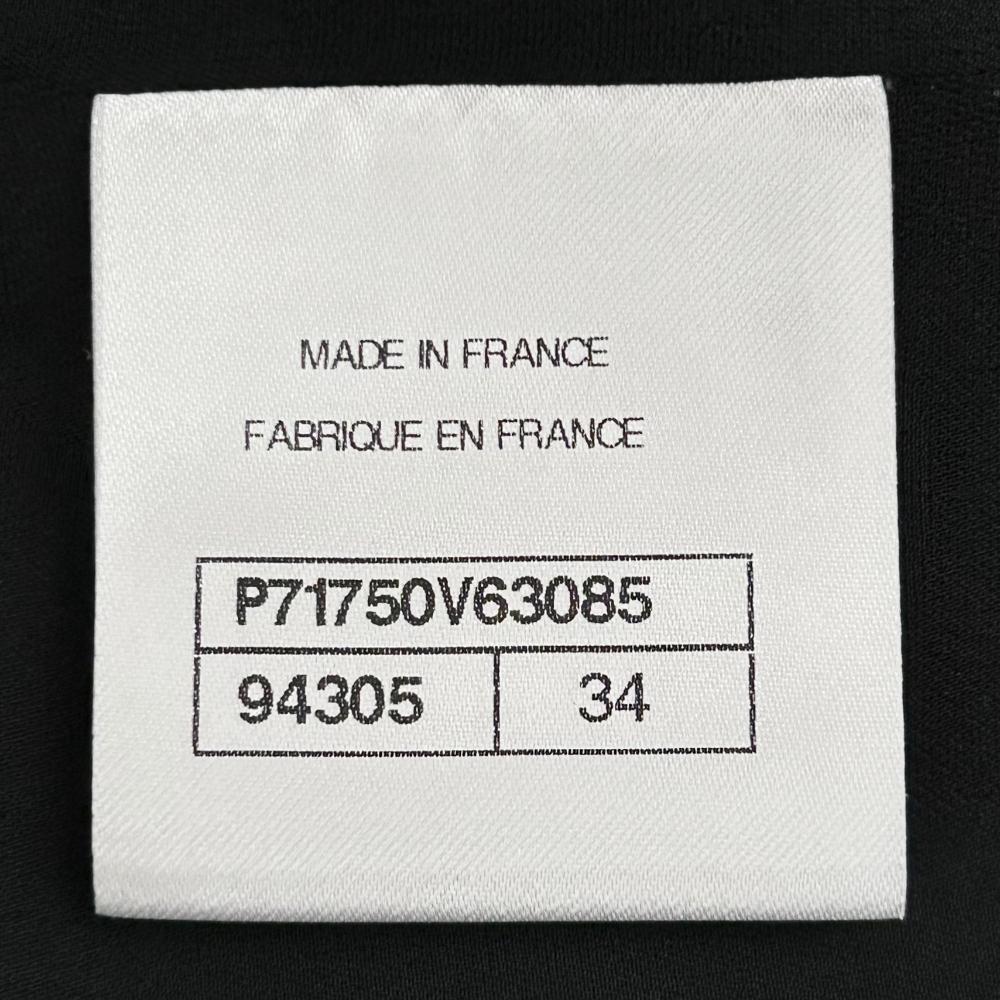 MADE IN FRANCE
FABRIQUE EN FRANCE
P71750V63085
94305 34